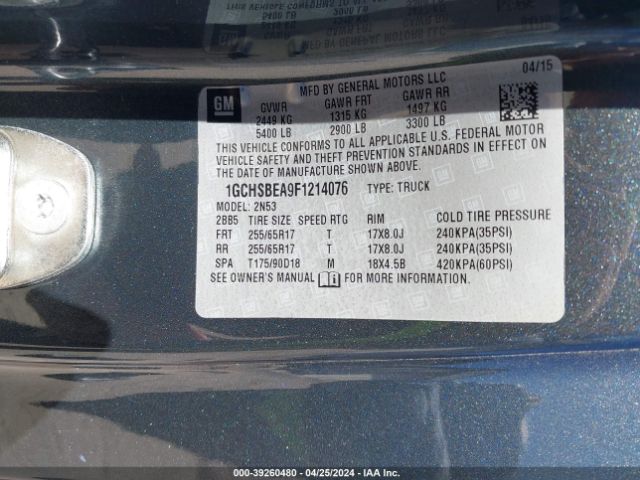 04/15
MFD BY GENERAL MOTORS LLC
GM
GVWR GAWR FRT GAWR RR
2449 KG 1315 KG 1497 KG
5400 LB 2900 LB 3300 LB
THIS VEHICLE CONFORMS TO ALL APPLICABLE U.S. FEDERAL MOTOR
VEHICLE SAFETY AND THEFT PREVENTION STANDARDS IN EFFECT ON
THE DATE OF MANUFACTURE SHOWN ABOVE.
1GCHSBEA9F1214076 TYPE: TRUCK
MODEL: 2N53
2BB5 TIRE SIZE SPEED RTG RIM COLD TIRE PRESSURE
FRT 255/65R17 T 17X8.0J 240KPA(35PSI)
RR 255/65R17 T 17X8.0J 240KPA(35PSI)
SPA T175/90D18 M 18X4.5B 420KPA(60PSI)
SEE OWNER'S MANUAL FOR MORE INFORMATION.
000-39260480 - 04/25/2024 - IAA Inc.